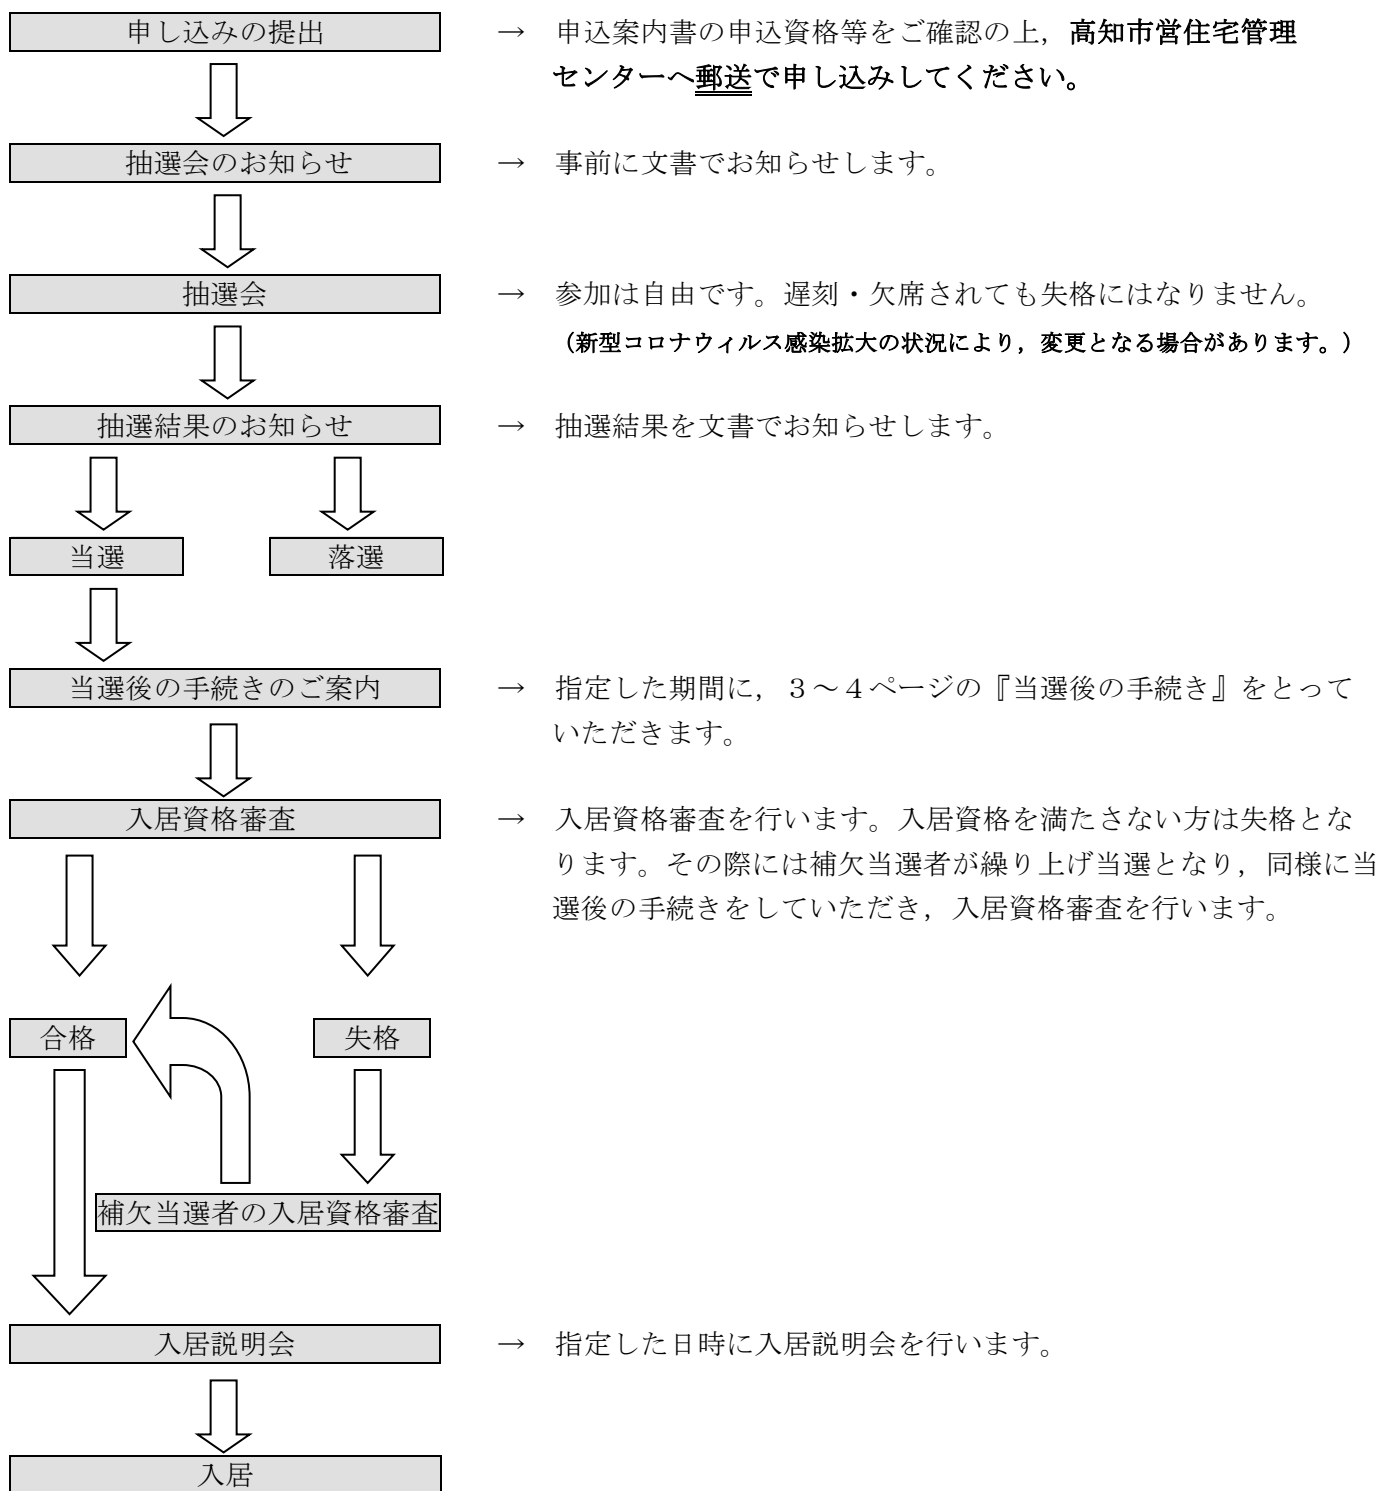 申し込みの提出 → 申込案内書の申込資格等をご確認の上，高知市営住宅管理
センターへ郵送で申し込みしてください。
抽選会のお知らせ → 事前に文書でお知らせします。
抽選会 → 参加は自由です。遅刻・欠席されても失格にはなりません。
（新型コロナウィルス感染拡大の状況により，変更となる場合があります。）
抽選結果のお知らせ → 抽選結果を文書でお知らせします。
当選 落選
当選後の手続きのご案内 → 指定した期間に，３～４ページの『当選後の手続き』をとって
いただきます。
入居資格審査 → 入居資格審査を行います。入居資格を満たさない方は失格とな
ります。その際には補欠当選者が繰り上げ当選となり，同様に当
選後の手続きをしていただき，入居資格審査を行います。
合格 失格
補欠当選者の入居資格審査
入居説明会 → 指定した日時に入居説明会を行います。
入居